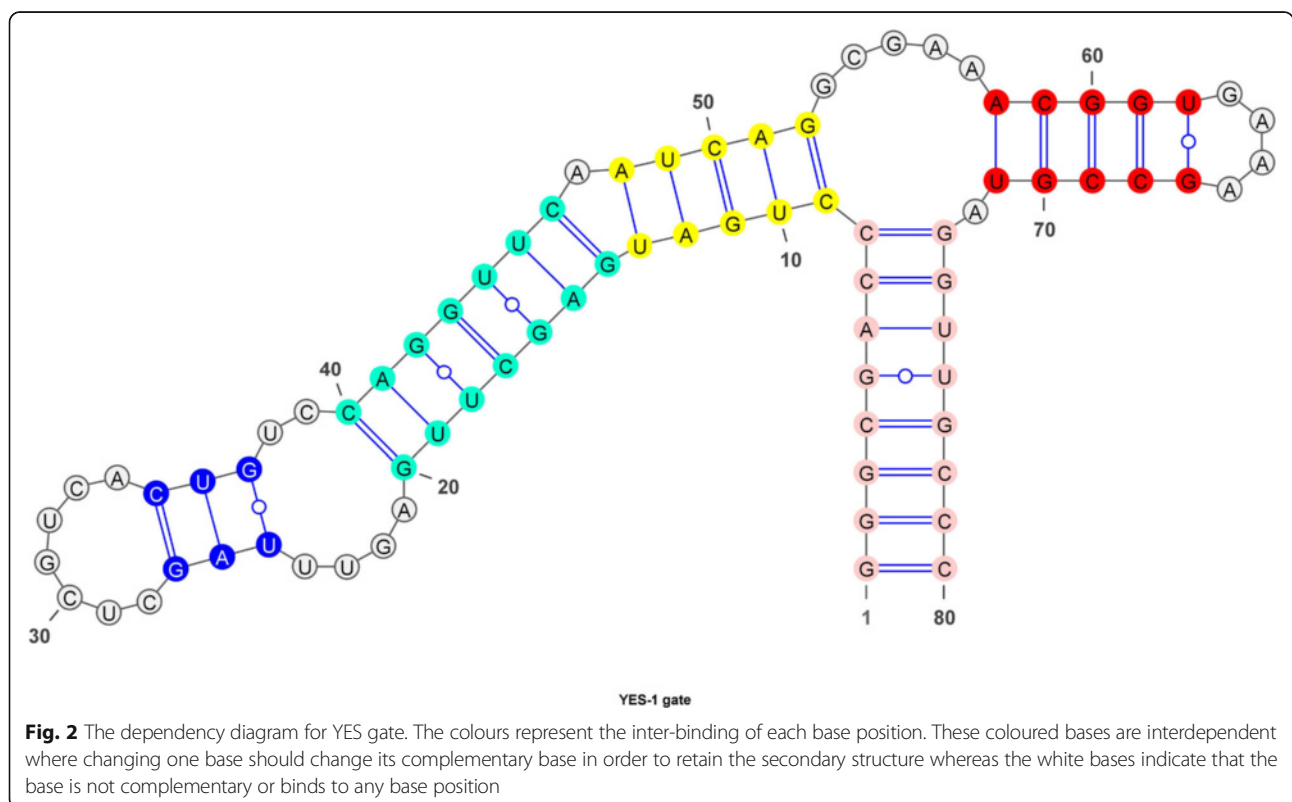 60
50
40
30
20
10
70
1
80
G G G C G A C C
C U G A U
G A G C U U G
A G U U
U A G
C U C G U C A
C U G
U C
C A G G U U C
A
A U C A G
G C G A A
A C G G U
G A A A
G C C G U
A
G G U U G C C C
YES-1 gate
Fig. 2 The dependency diagram for YES gate. The colours represent the inter-binding of each base position. These coloured bases are interdependent
where changing one base should change its complementary base in order to retain the secondary structure whereas the white bases indicate that the
base is not complementary or binds to any base position